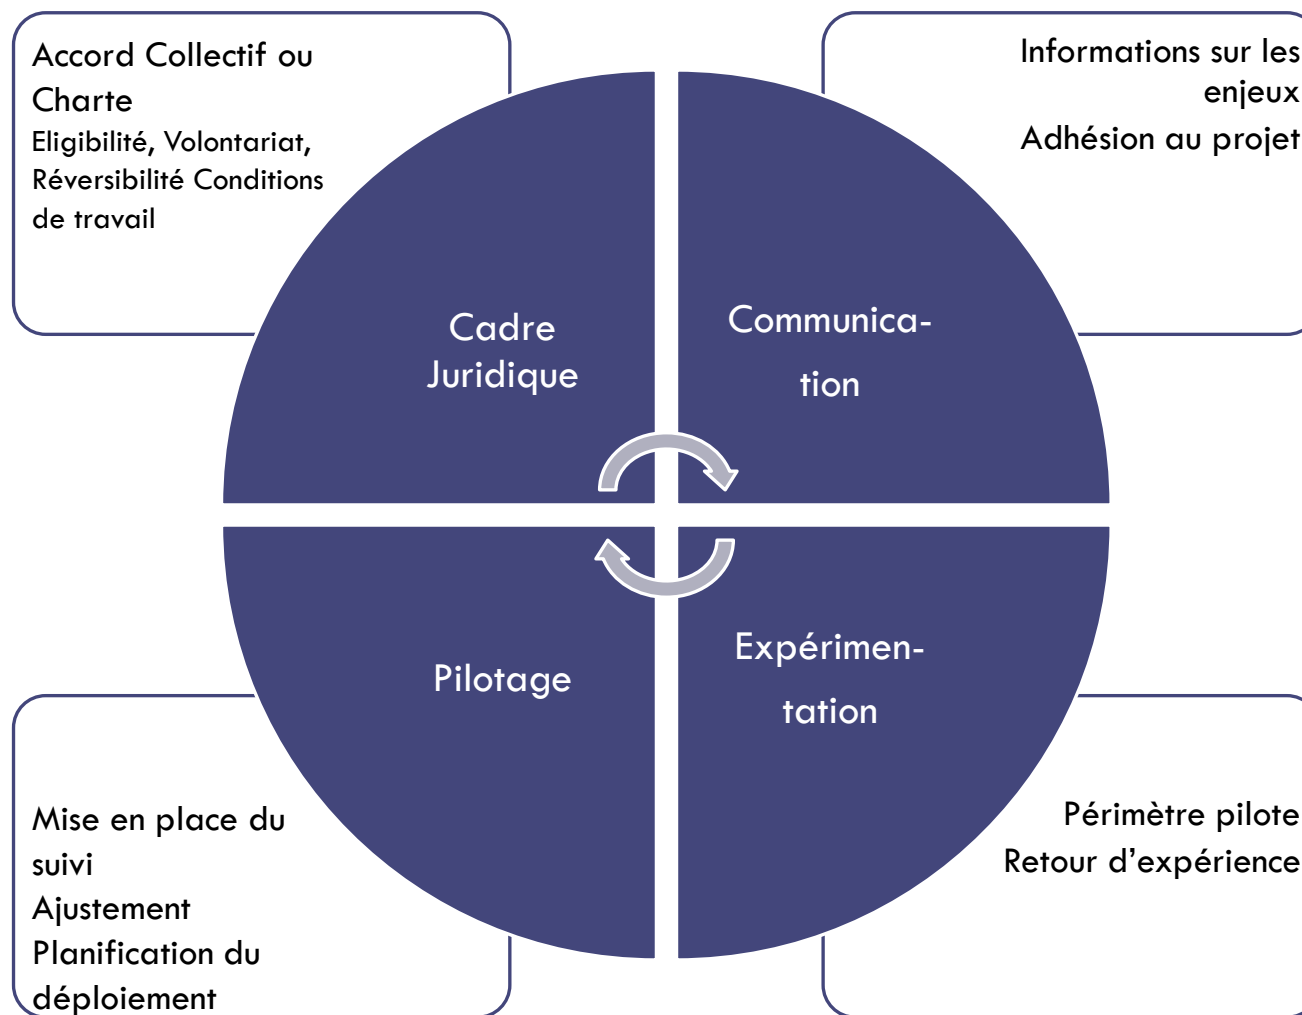 Accord Collectif ou
Charte
Eligibilité, Volontariat,
Réversibilité Conditions
de travail
Informations sur les
enjeux
Adhésion au projet
Cadre
Juridique
Communica-
tion
Pilotage
Expérimen-
tation
Mise en place du
suivi
Ajustement
Planification du
déploiement
Périmètre pilote
Retour d’expérience